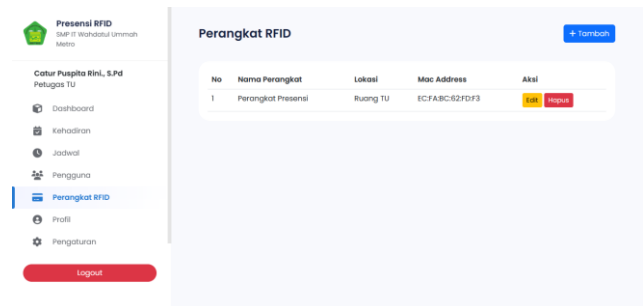 Presensi RFID
SMP IT Wahdatul Ummah
Metro
Catur Puspita Rini., S.Pd
Petugas TU
Dashboard
Kehadiran
Jadwal
Pengguna
Perangkat RFID
Profil
Pengaturan
Logout
Perangkat RFID
+ Tambah
No Nama Perangkat Lokasi Mac Address Aksi
1 Perangkat Presensi Ruang TU EC:FA:BC:62:FD:F3 Edit Hapus